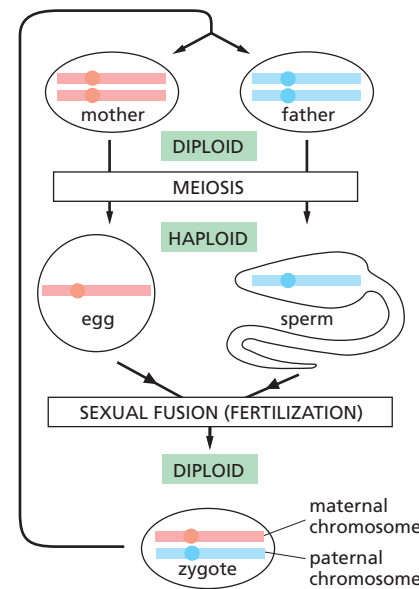 mother
father
DIPLOID
MEIOSIS
HAPLOID
egg
sperm
SEXUAL FUSION (FERTILIZATION)
DIPLOID
maternal
chromosome
zygote
paternal
chromosome